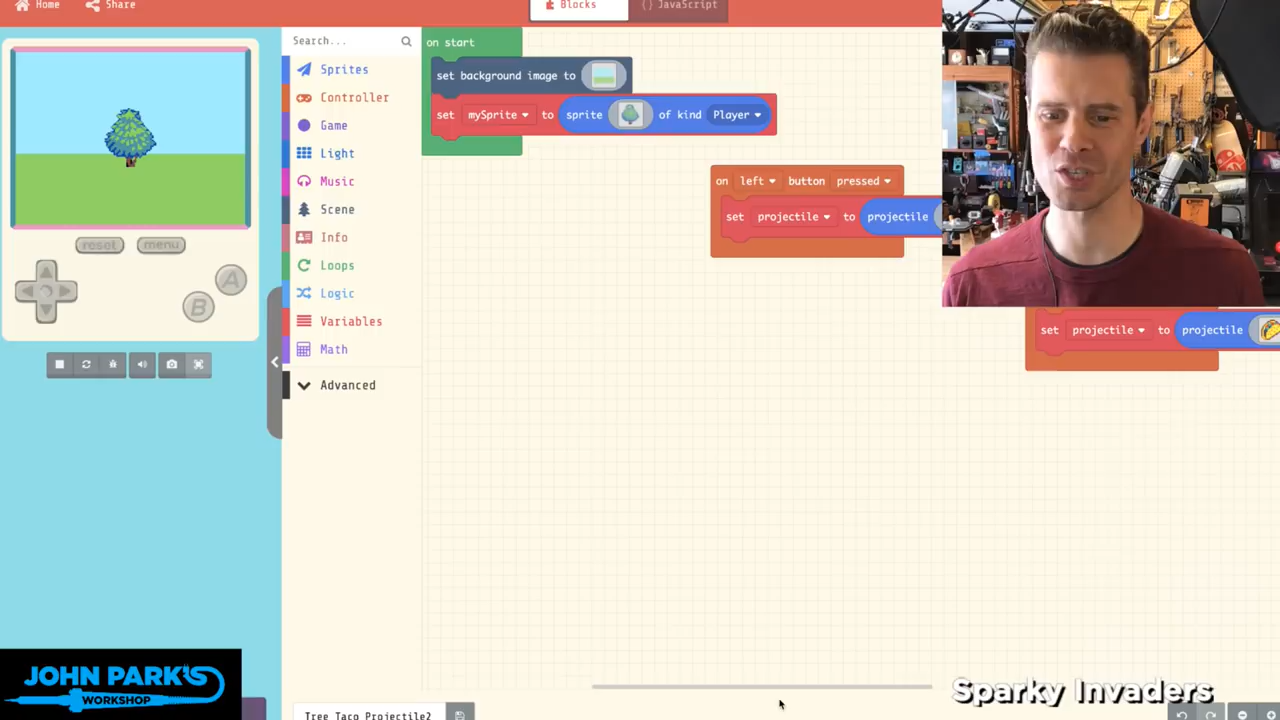 Home
Share
Blocks
{} JavaScript
Search...
on start
set background image to
set mySprite to sprite of kind Player
Sprites
Controller
Game
Light
Music
Scene
Info
Loops
Logic
Variables
Math
Advanced
on left button pressed
set projectile to projectile
set projectile to projectile
reset
menu
A
B
JOHN PARK'S
WORKSHOP
Tree Taco Projectile2
Sparky Invaders